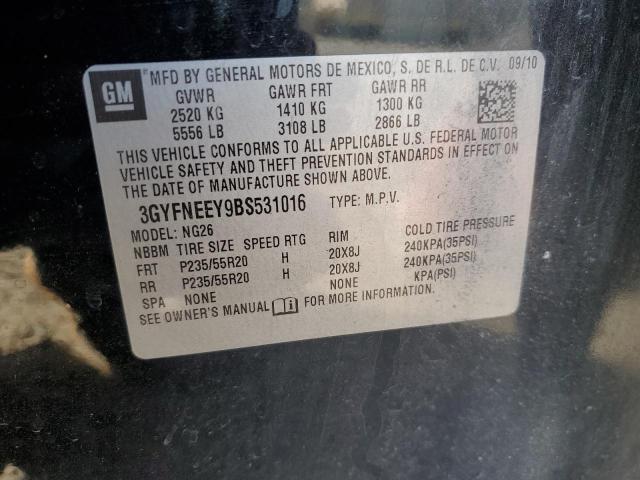 GM
MFD BY GENERAL MOTORS DE MEXICO, S. DE R.L. DE C.V. 09/10
GVWR GAWR FRT GAWR RR
2520 KG 1410 KG 1300 KG
5556 LB 3108 LB 2866 LB
THIS VEHICLE CONFORMS TO ALL APPLICABLE U.S. FEDERAL MOTOR
VEHICLE SAFETY AND THEFT PREVENTION STANDARDS IN EFFECT ON
THE DATE OF MANUFACTURE SHOWN ABOVE.
3GYFNEEY9BS531016 TYPE: M.P.V.
MODEL: NG26
NBBM TIRE SIZE SPEED RTG RIM COLD TIRE PRESSURE
FRT P235/55R20 H 20X8J 240KPA(35PSI)
RR P235/55R20 H 20X8J 240KPA(35PSI)
SPA NONE NONE KPA(PSI)
SEE OWNER'S MANUAL FOR MORE INFORMATION.